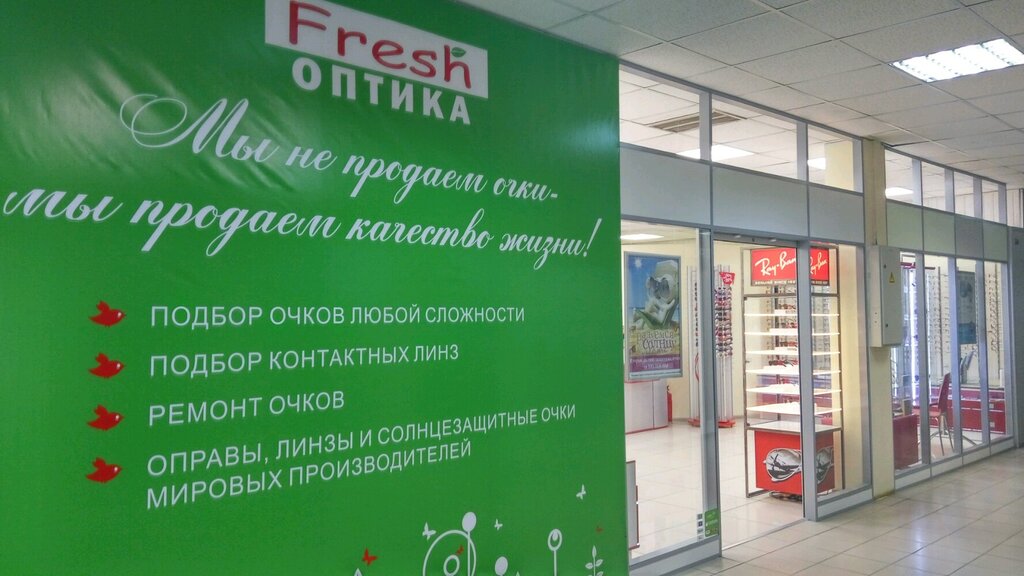 Fresh
ОПТИКА
Мы не продаем очки-
мы продаем качество жизни!
ПОДБОР ОЧКОВ ЛЮБОЙ СЛОЖНОСТИ
ПОДБОР КОНТАКТНЫХ ЛИНЗ
РЕМОНТ ОЧКОВ
ОПРАВЫ, ЛИНЗЫ И СОЛНЦЕЗАЩИТНЫЕ ОЧКИ
МИРОВЫХ ПРОИЗВОДИТЕЛЕЙ
Ray-Ban
Ray-Ban